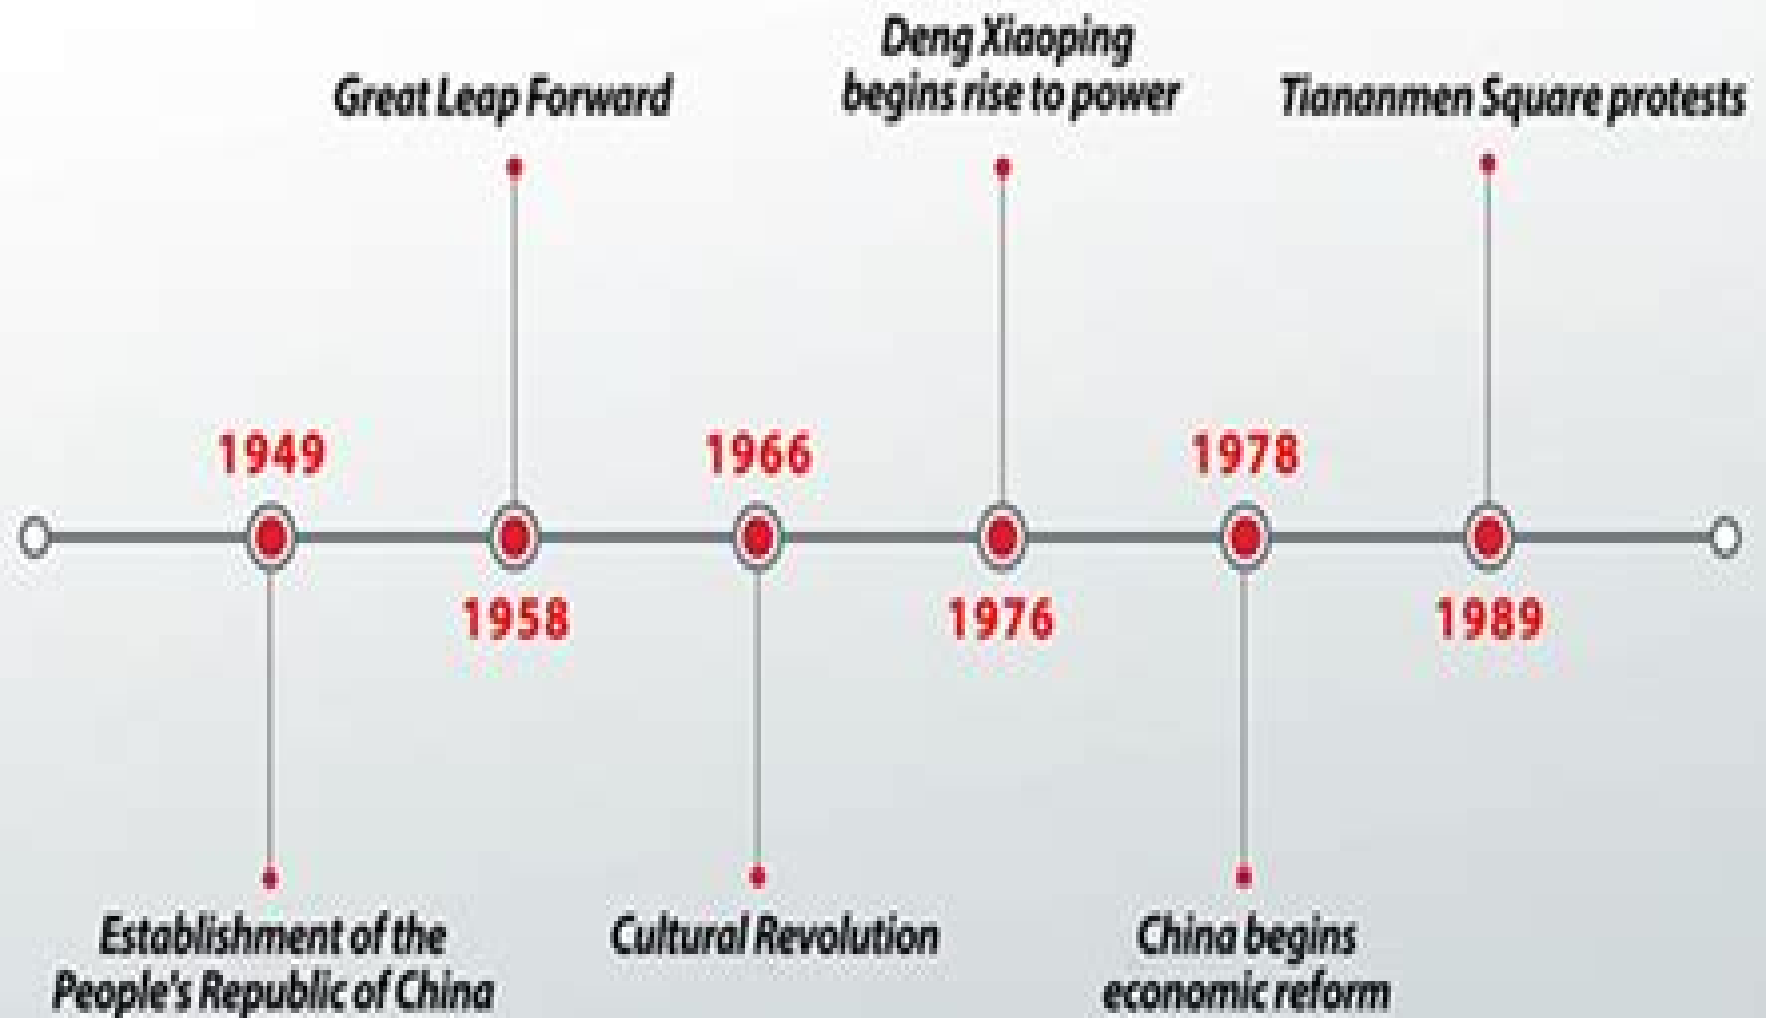 Deng Xiaoping
begins rise to power
Great Leap Forward
Tiananmen Square protests
1949
1966
1978
1958
1976
1989
Establishment of the
People's Republic of China
Cultural Revolution
China begins
economic reform